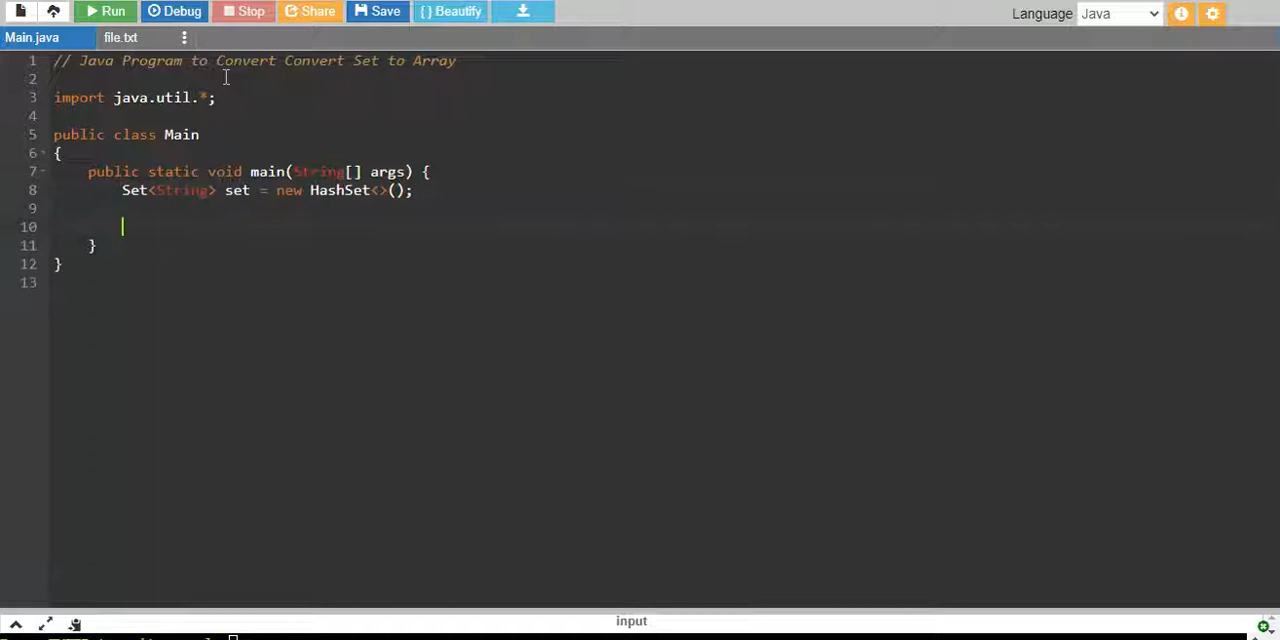 Run Debug Stop Share Save { } Beautify Language Java
Main.java file.txt
1 // Java Program to Convert Convert Set to Array
2
3 import java.util.*;
4
5 public class Main
6 {
7 public static void main(String[] args) {
8 Set<String> set = new HashSet<>();
9
10
11 }
12 }
13
input